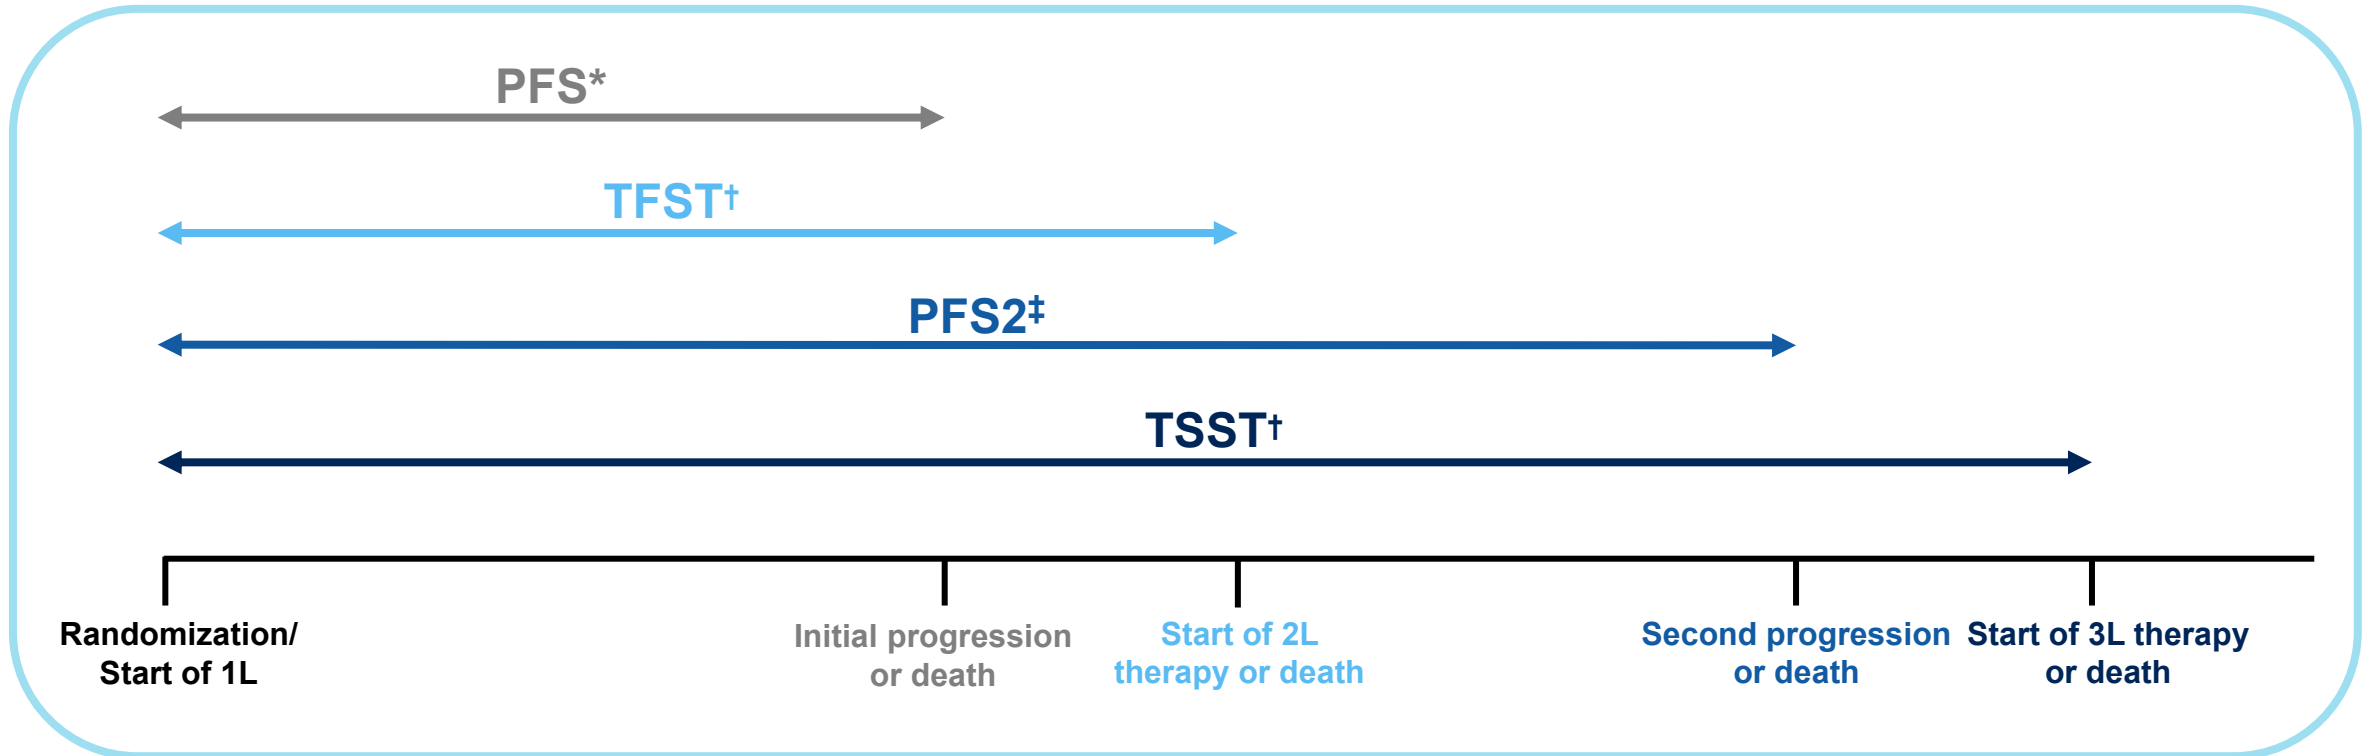 PFS*
TFST†
PFS2‡
TSST†
Randomization/
Start of 1L
Initial progression
or death
Start of 2L
therapy or death
Second progression
or death
Start of 3L therapy
or death